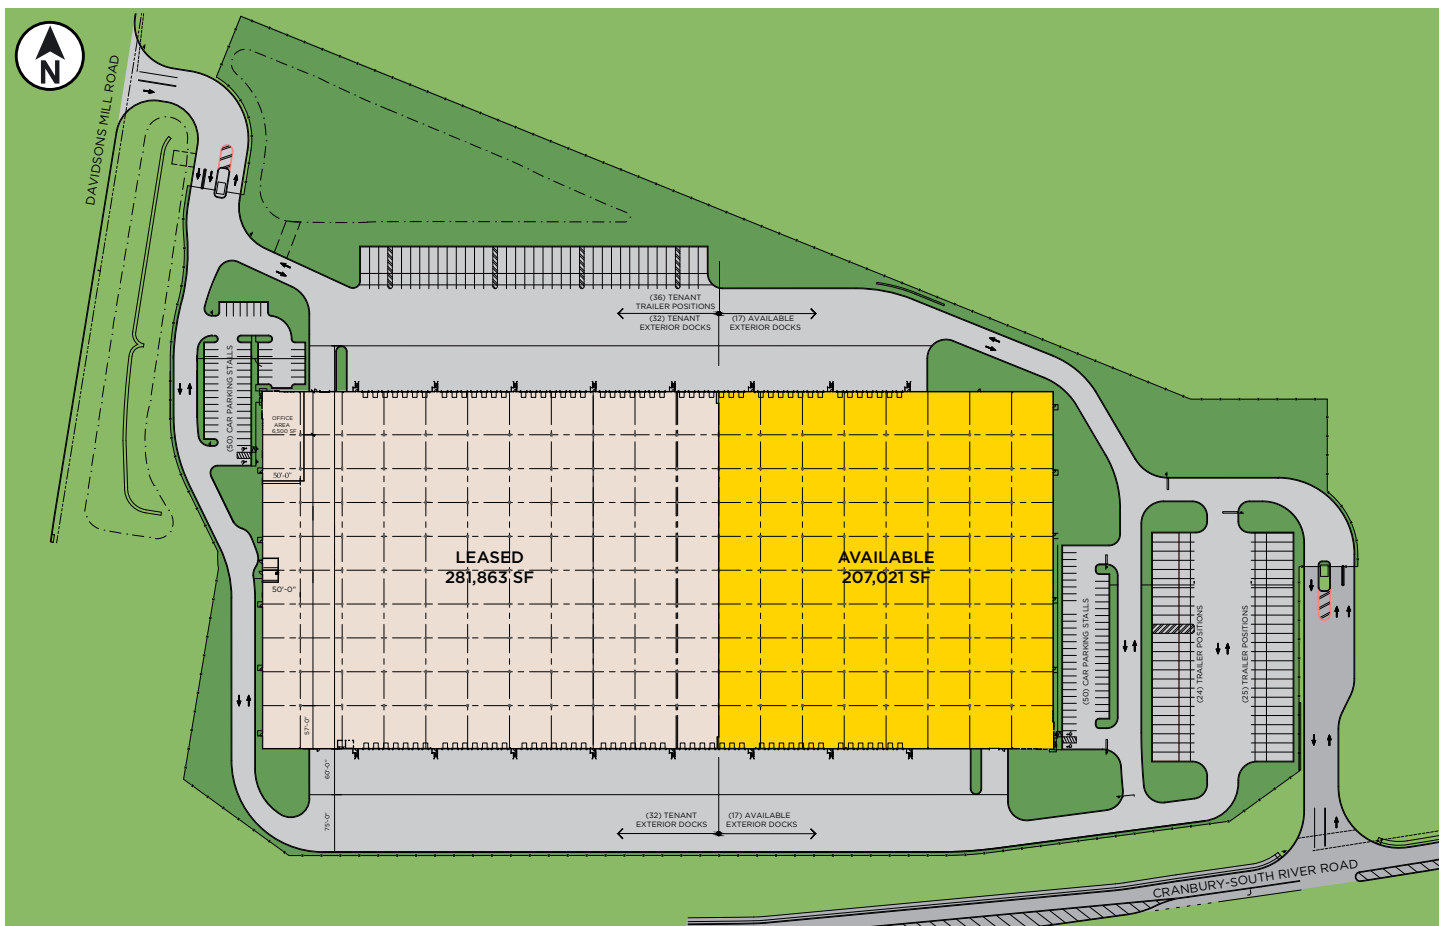 N
DAVIDSONS MILL ROAD
(36) TENANT
TRAILER POSITIONS
(32) TENANT
EXTERIOR DOCKS
(17) AVAILABLE
EXTERIOR DOCKS
(50) CAR PARKING STALLS
OFFICE
AREA
6,500 SF
50'-0"
LEASED
281,863 SF
AVAILABLE
207,021 SF
50'-0"
(50) CAR PARKING STALLS
(24) TRAILER POSITIONS
(25) TRAILER POSITIONS
57'-0"
60'-0"
75'-0"
(32) TENANT
EXTERIOR DOCKS
(17) AVAILABLE
EXTERIOR DOCKS
CRANBURY-SOUTH RIVER ROAD